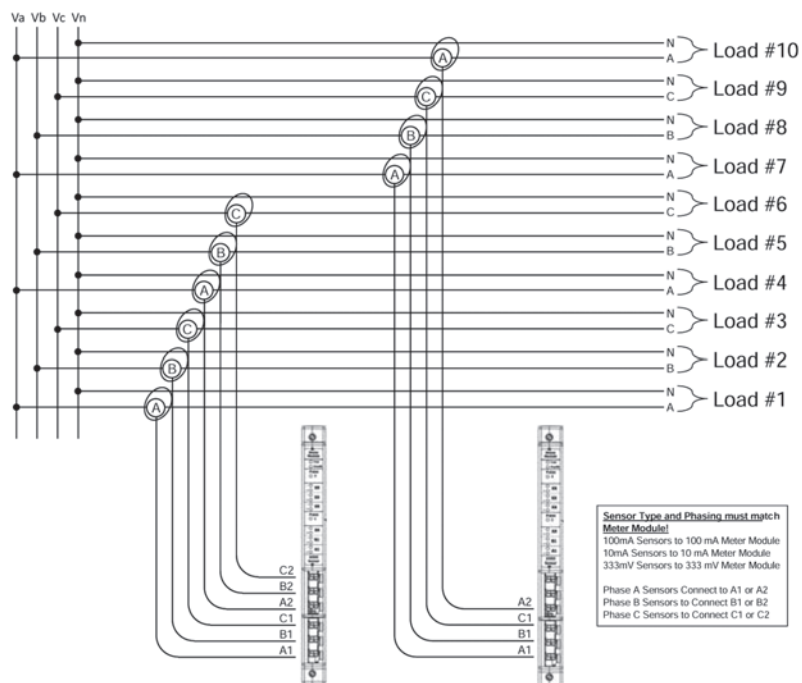 Va Vb Vc Vn
N
A
Load #10
N
C
Load #9
N
B
Load #8
N
A
Load #7
N
C
Load #6
N
B
Load #5
N
A
Load #4
N
C
Load #3
N
B
Load #2
N
A
Load #1
A
C
B
A
C
B
A
C
B
A
C2
B2
A2
C1
B1
A1
A2
C1
B1
A1
Sensor Type and Phasing must match
Meter Module!
100mA Sensors to 100 mA Meter Module
10mA Sensors to 10 mA Meter Module
333mV Sensors to 333 mV Meter Module
Phase A Sensors Connect to A1 or A2
Phase B Sensors to Connect B1 or B2
Phase C Sensors to Connect C1 or C2